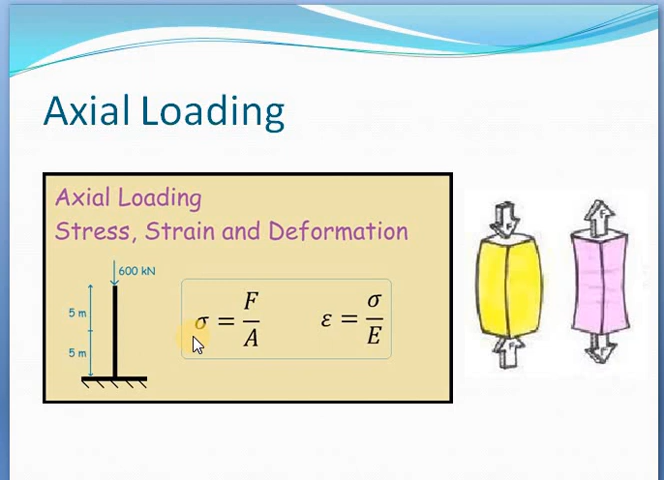 Axial Loading
Axial Loading
Stress, Strain and Deformation
600 kN
5 m
5 m
σ = F/A
ε = σ/E
F
F
F
F